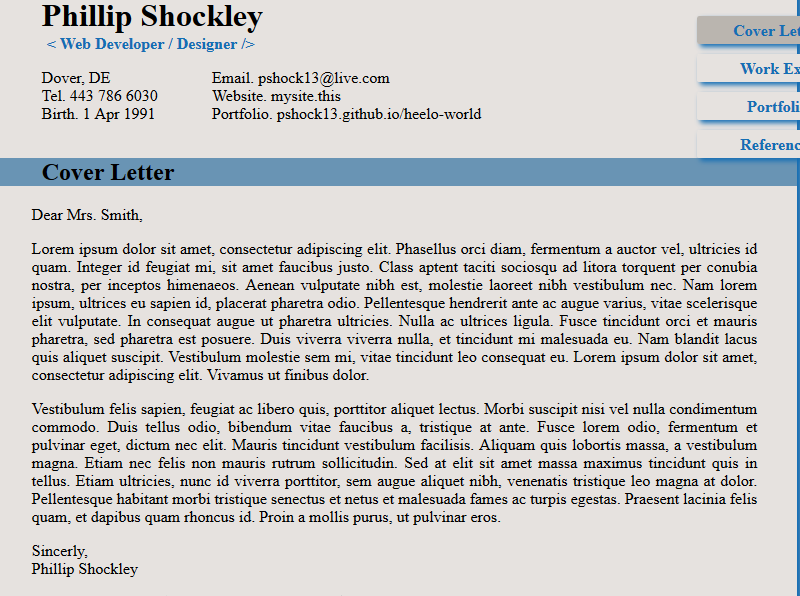 Phillip Shockley
< Web Developer / Designer />
Dover, DE
Tel. 443 786 6030
Birth. 1 Apr 1991
Email. pshock13@live.com
Website. mysite.this
Portfolio. pshock13.github.io/heelo-world
Cover Let
Work Ex
Portfoli
Referenc
Cover Letter
Dear Mrs. Smith,
Lorem ipsum dolor sit amet, consectetur adipiscing elit. Phasellus orci diam, fermentum a auctor vel, ultricies id
quam. Integer id feugiat mi, sit amet faucibus justo. Class aptent taciti sociosqu ad litora torquent per conubia
nostra, per inceptos himenaeos. Aenean vulputate nibh est, molestie laoreet nibh vestibulum nec. Nam lorem
ipsum, ultrices eu sapien id, placerat pharetra odio. Pellentesque hendrerit ante ac augue varius, vitae scelerisque
elit vulputate. In consequat augue ut pharetra ultricies. Nulla ac ultrices ligula. Fusce tincidunt orci et mauris
pharetra, sed pharetra est posuere. Duis viverra viverra nulla, et tincidunt mi malesuada eu. Nam blandit lacus
quis aliquet suscipit. Vestibulum molestie sem mi, vitae tincidunt leo consequat eu. Lorem ipsum dolor sit amet,
consectetur adipiscing elit. Vivamus ut finibus dolor.
Vestibulum felis sapien, feugiat ac libero quis, porttitor aliquet lectus. Morbi suscipit nisi vel nulla condimentum
commodo. Duis tellus odio, bibendum vitae faucibus a, tristique at ante. Fusce lorem odio, fermentum et
pulvinar eget, dictum nec elit. Mauris tincidunt vestibulum facilisis. Aliquam quis lobortis massa, a vestibulum
magna. Etiam nec felis non mauris rutrum sollicitudin. Sed at elit sit amet massa maximus tincidunt quis in
tellus. Etiam ultricies, nunc id viverra porttitor, sem augue aliquet nibh, venenatis tristique leo magna at dolor.
Pellentesque habitant morbi tristique senectus et netus et malesuada fames ac turpis egestas. Praesent lacinia felis
quam, et dapibus quam rhoncus id. Proin a mollis purus, ut pulvinar eros.
Sincerly,
Phillip Shockley